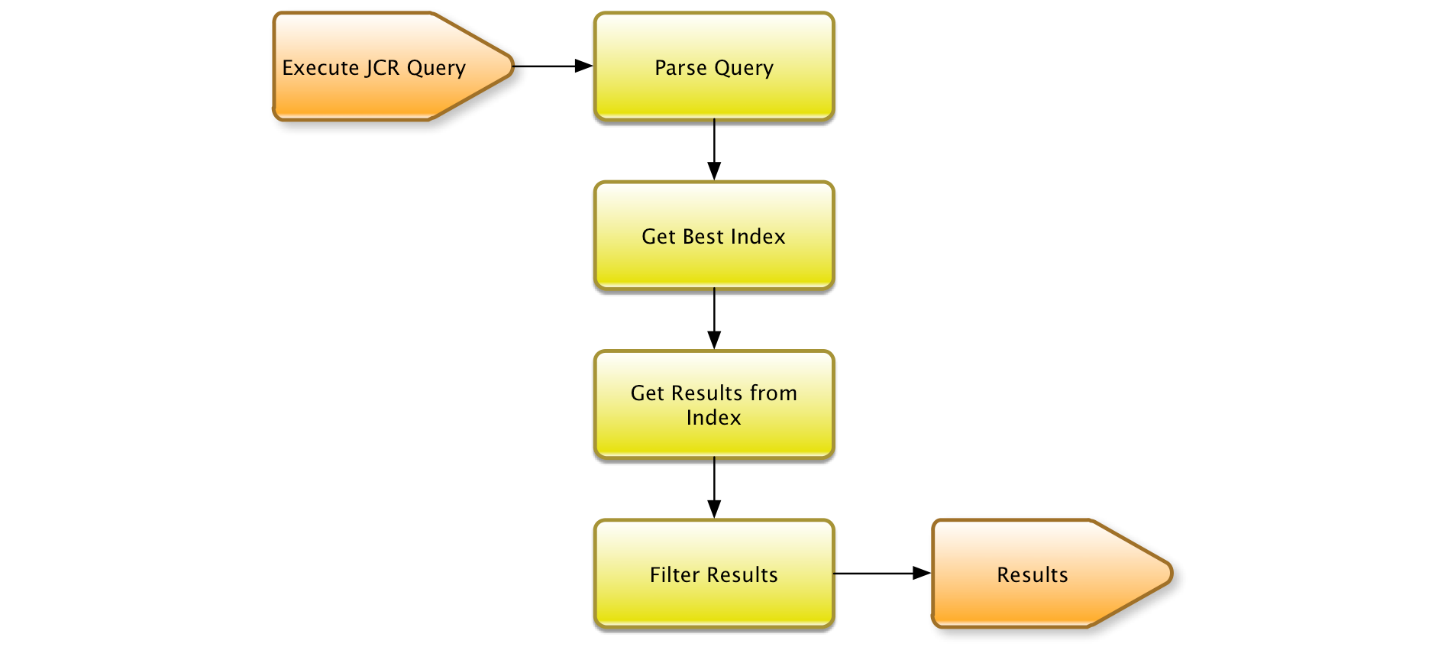 Execute JCR Query
Parse Query
Get Best Index
Get Results from
Index
Filter Results
Results